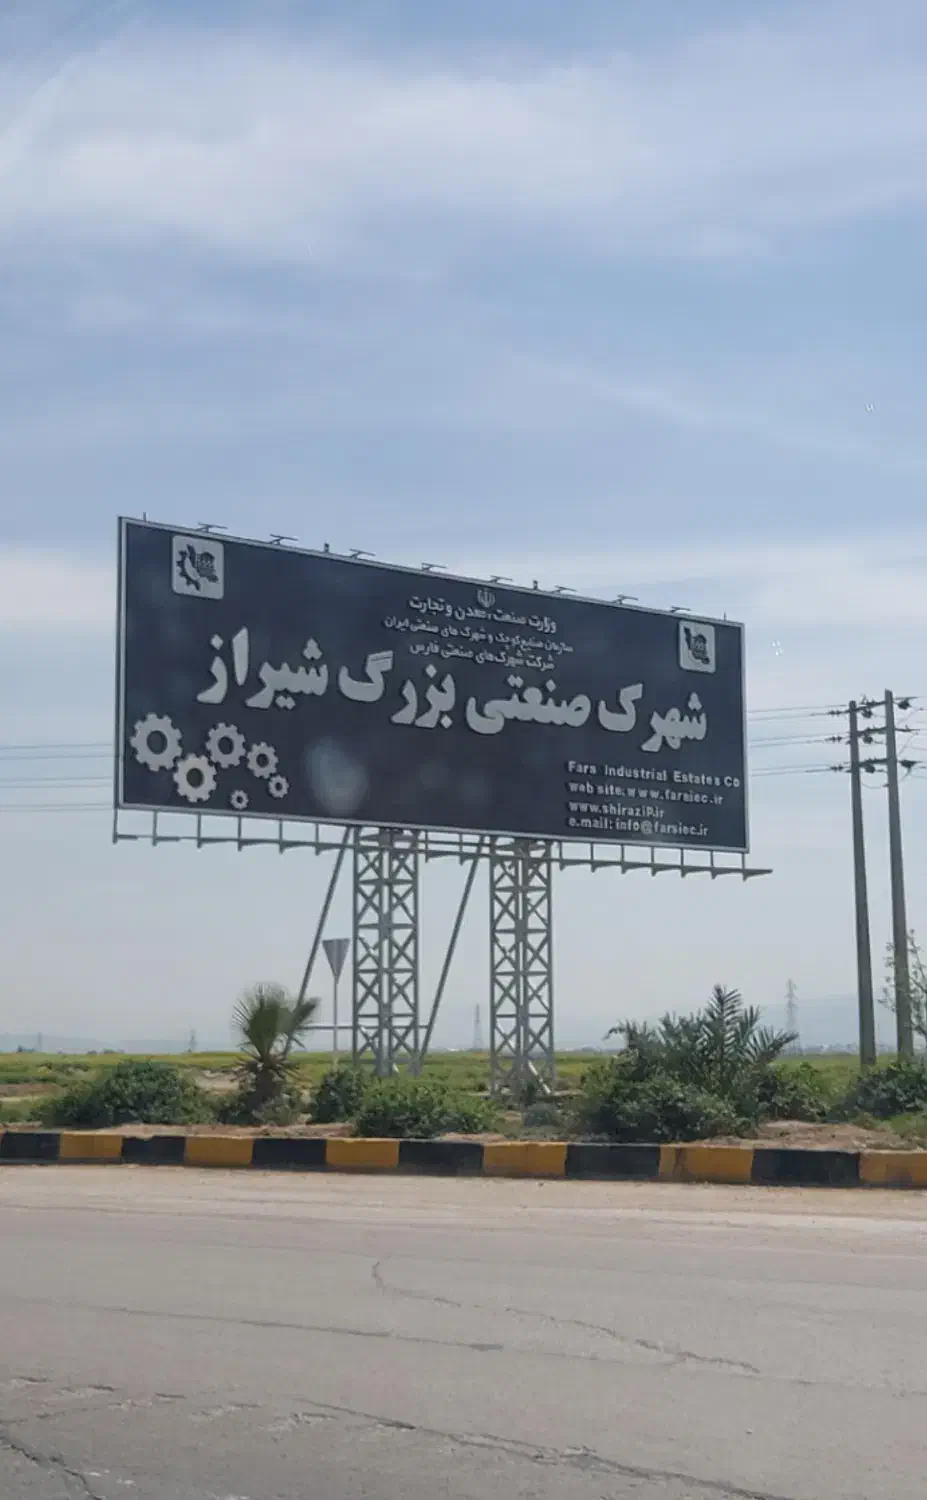 وزارت صنعت، معدن و تجارت
سازمان صنایع کوچک و شهرک های صنعتی ایران
شرکت شهرک‌های صنعتی فارس
شهرک صنعتی بزرگ شیراز
Fars Industrial Estates Co
web site: www.farsiec.ir
www.shiraziP.ir
e.mail: info@farsiec.ir